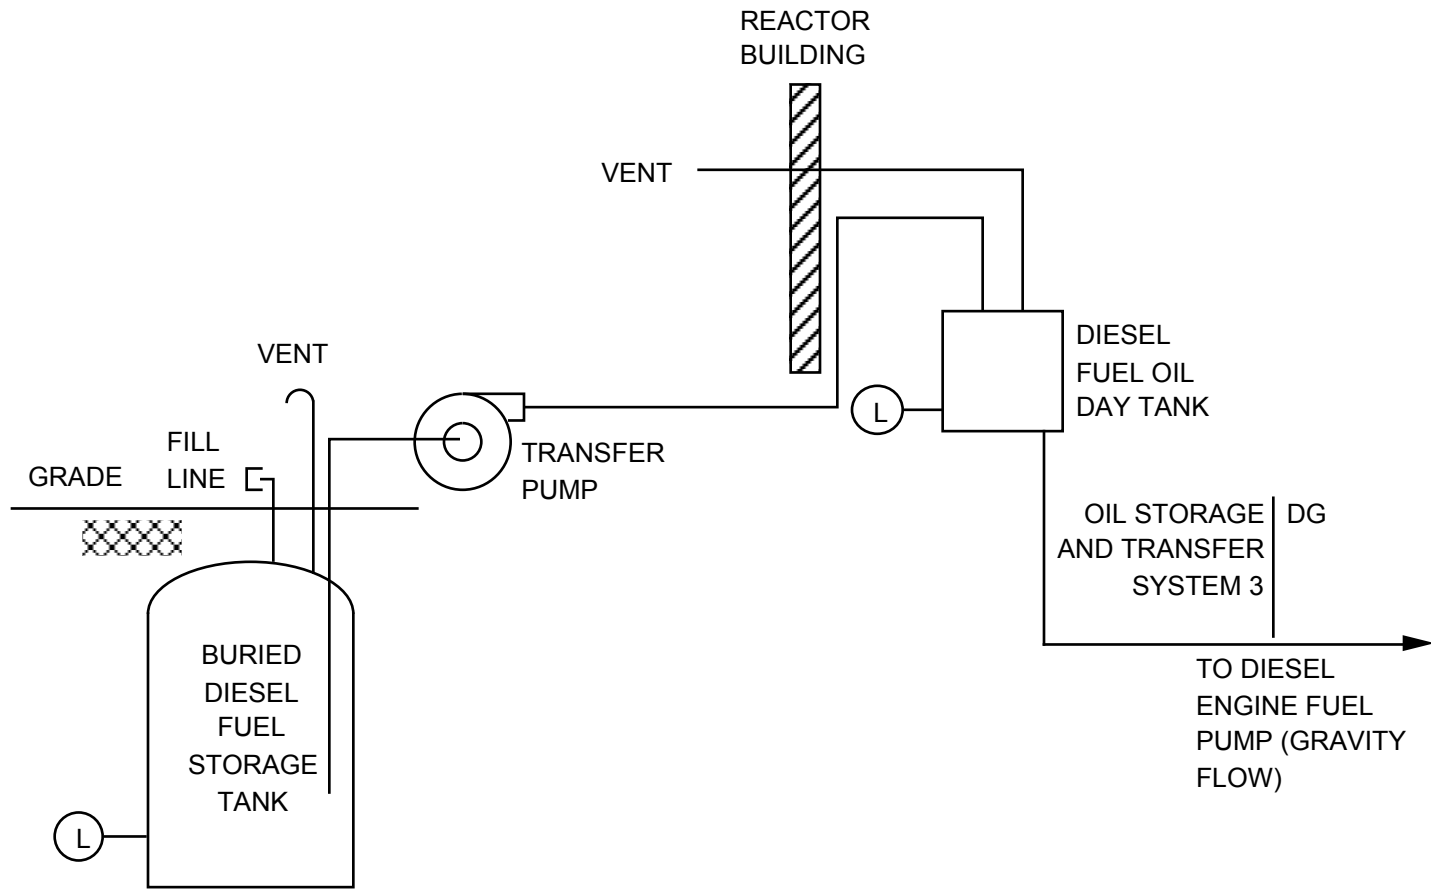 REACTOR
BUILDING
VENT
DIESEL
FUEL OIL
DAY TANK
L
VENT
FILL
LINE
GRADE
TRANSFER
PUMP
OIL STORAGE
AND TRANSFER
SYSTEM 3
DG
BURIED
DIESEL
FUEL
STORAGE
TANK
L
TO DIESEL
ENGINE FUEL
PUMP (GRAVITY
FLOW)